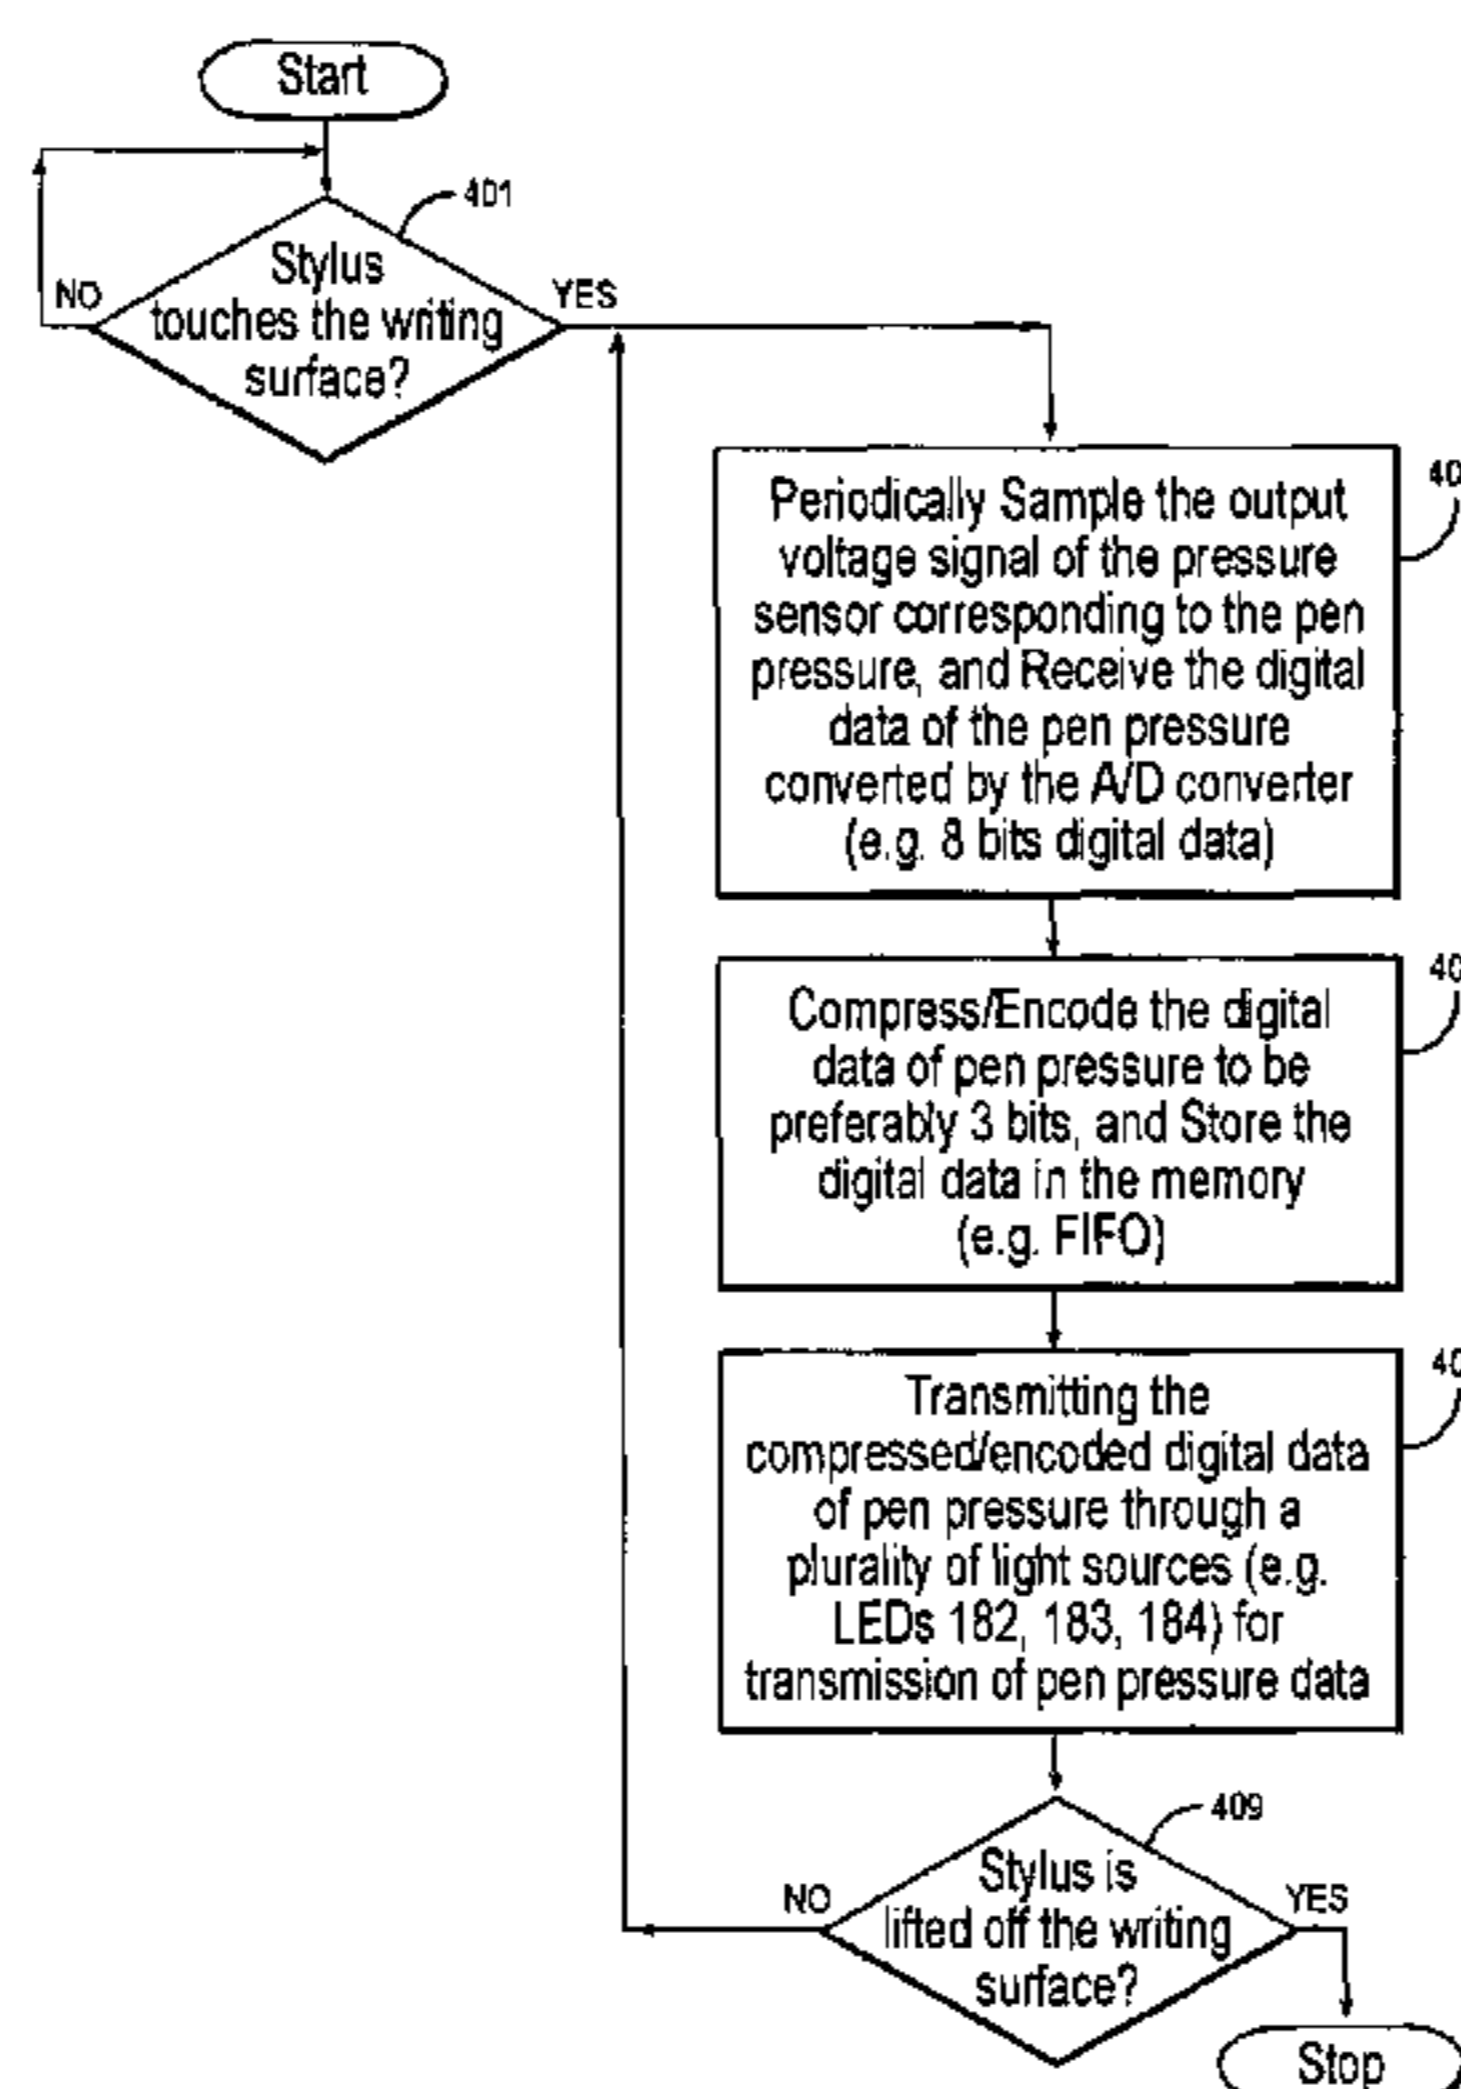 Start
401
NO
YES
Stylus
touches the writing
surface?
40
Periodically Sample the output
voltage signal of the pressure
sensor corresponding to the pen
pressure, and Receive the digital
data of the pen pressure
converted by the A/D converter
(e.g. 8 bits digital data)
40
Compress/Encode the digital
data of pen pressure to be
preferably 3 bits, and Store the
digital data in the memory
(e.g. FIFO)
40
Transmitting the
compressed/encoded digital data
of pen pressure through a
plurality of light sources (e.g.
LEDs 182, 183, 184) for
transmission of pen pressure data
409
NO
YES
Stylus is
lifted off the writing
surface?
Stop